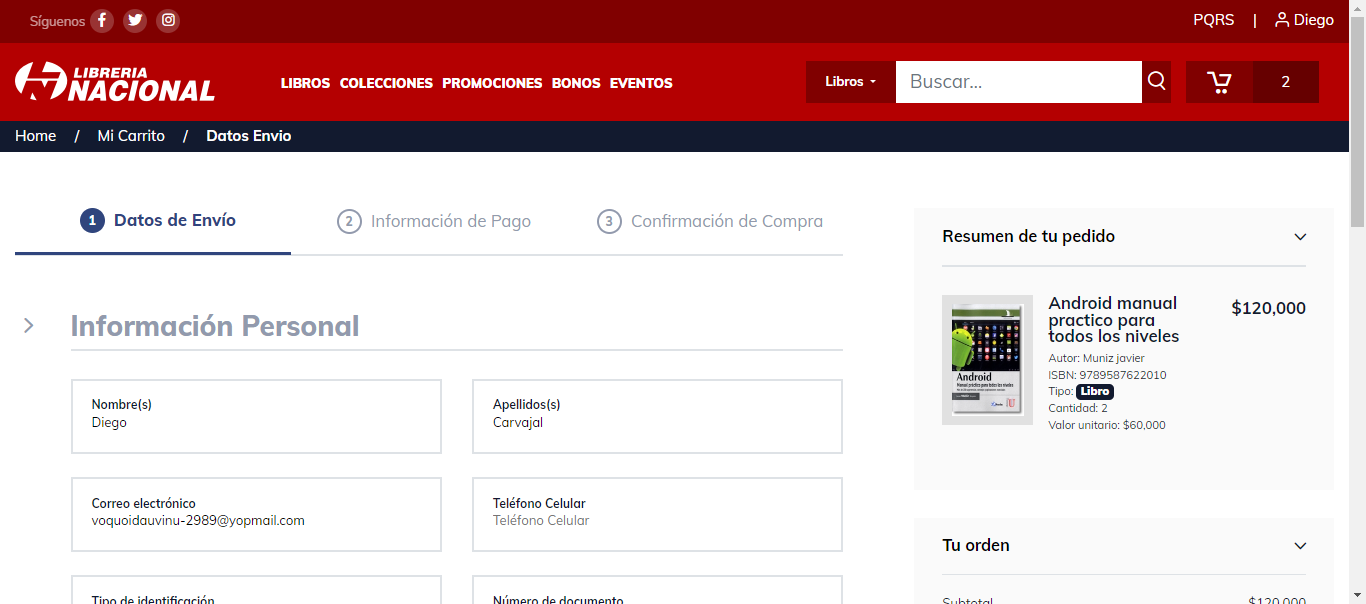 Síguenos
PQRS | Diego
LIBRERIA
NACIONAL
LIBROS COLECCIONES PROMOCIONES BONOS EVENTOS
Libros
Buscar...
2
Home / Mi Carrito / Datos Envio
1 Datos de Envío
2 Información de Pago
3 Confirmación de Compra
Información Personal
Nombre(s)
Diego
Apellidos(s)
Carvajal
Correo electrónico
voquoidauvinu-2989@yopmail.com
Teléfono Celular
Teléfono Celular
Tipo de identificación
Número de documento
Resumen de tu pedido
Android
Manual práctico para todos los niveles
Android manual
practico para
todos los niveles
$120,000
Autor: Muniz javier
ISBN: 9789587622010
Tipo: Libro
Cantidad: 2
Valor unitario: $60,000
Tu orden
Subtotal
$120,000